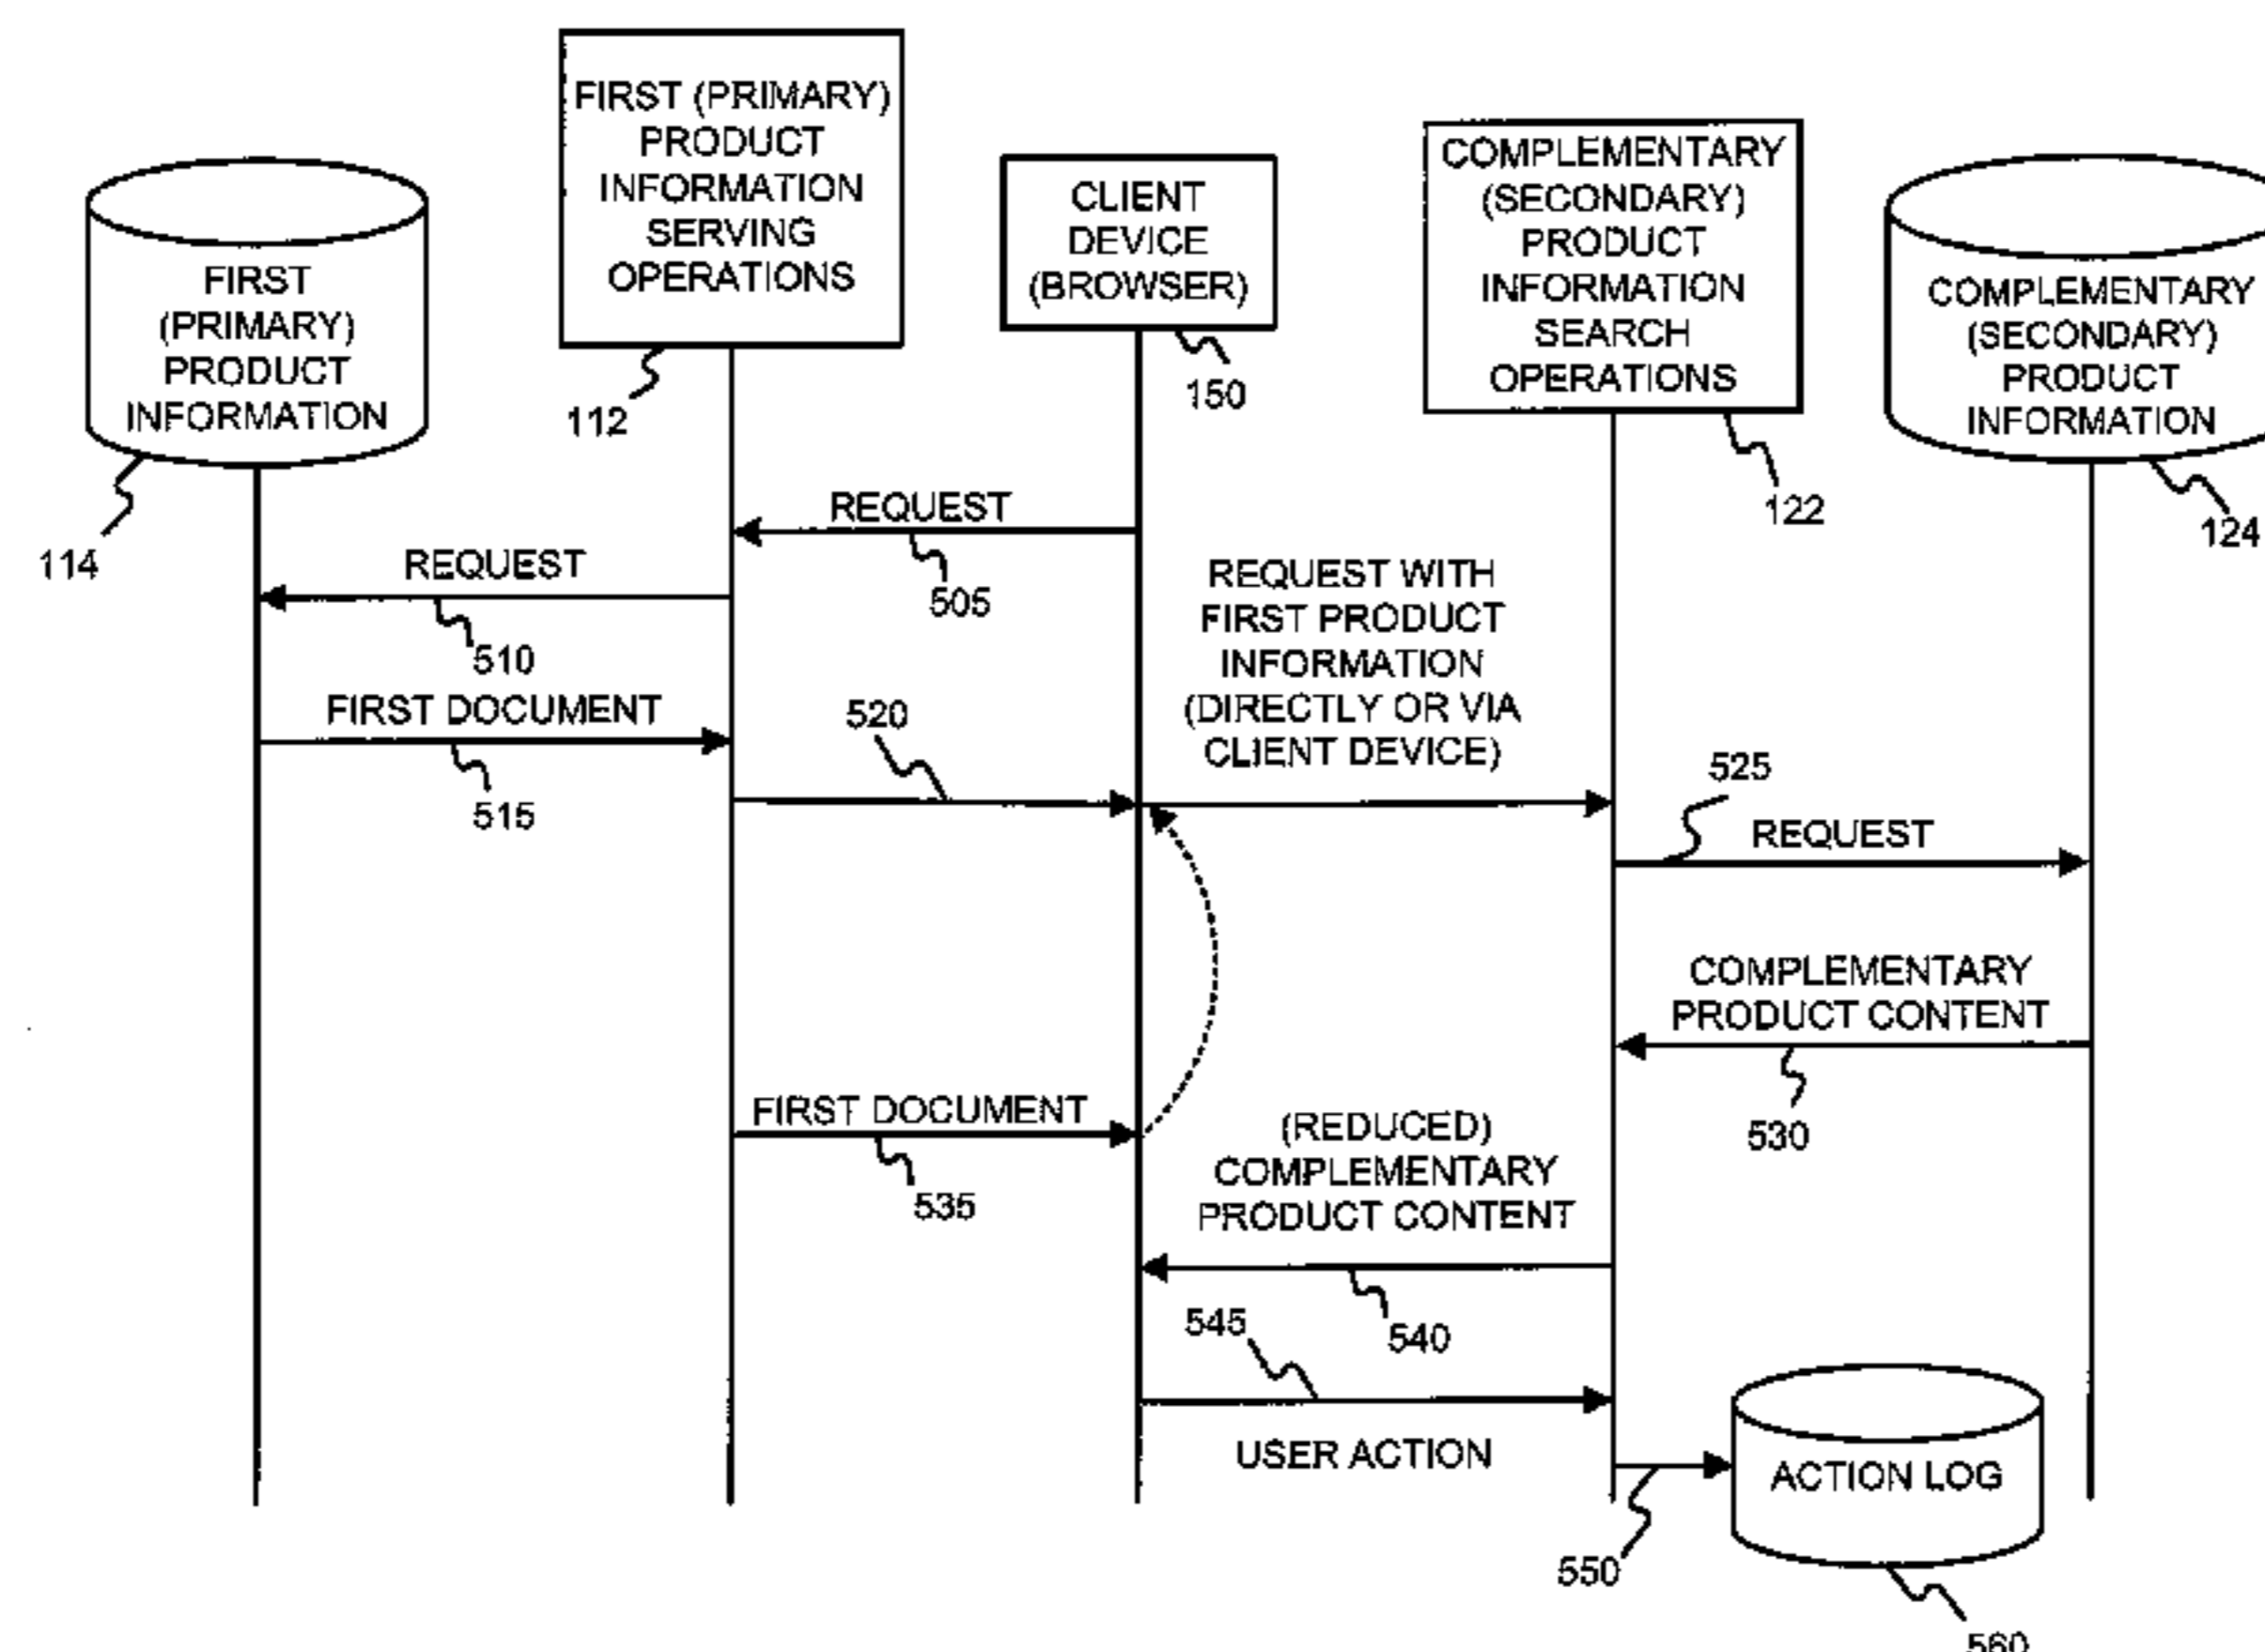 FIRST
(PRIMARY)
PRODUCT
INFORMATION
114
FIRST (PRIMARY)
PRODUCT
INFORMATION
SERVING
OPERATIONS
112
CLIENT
DEVICE
(BROWSER)
150
COMPLEMENTARY
(SECONDARY)
PRODUCT
INFORMATION
SEARCH
OPERATIONS
122
COMPLEMENTARY
(SECONDARY)
PRODUCT
INFORMATION
124
REQUEST
505
REQUEST
510
FIRST DOCUMENT
515
520
REQUEST WITH
FIRST PRODUCT
INFORMATION
(DIRECTLY OR VIA
CLIENT DEVICE)
525
REQUEST
COMPLEMENTARY
PRODUCT CONTENT
530
FIRST DOCUMENT
535
(REDUCED)
COMPLEMENTARY
PRODUCT CONTENT
540
545
USER ACTION
550
ACTION LOG
560